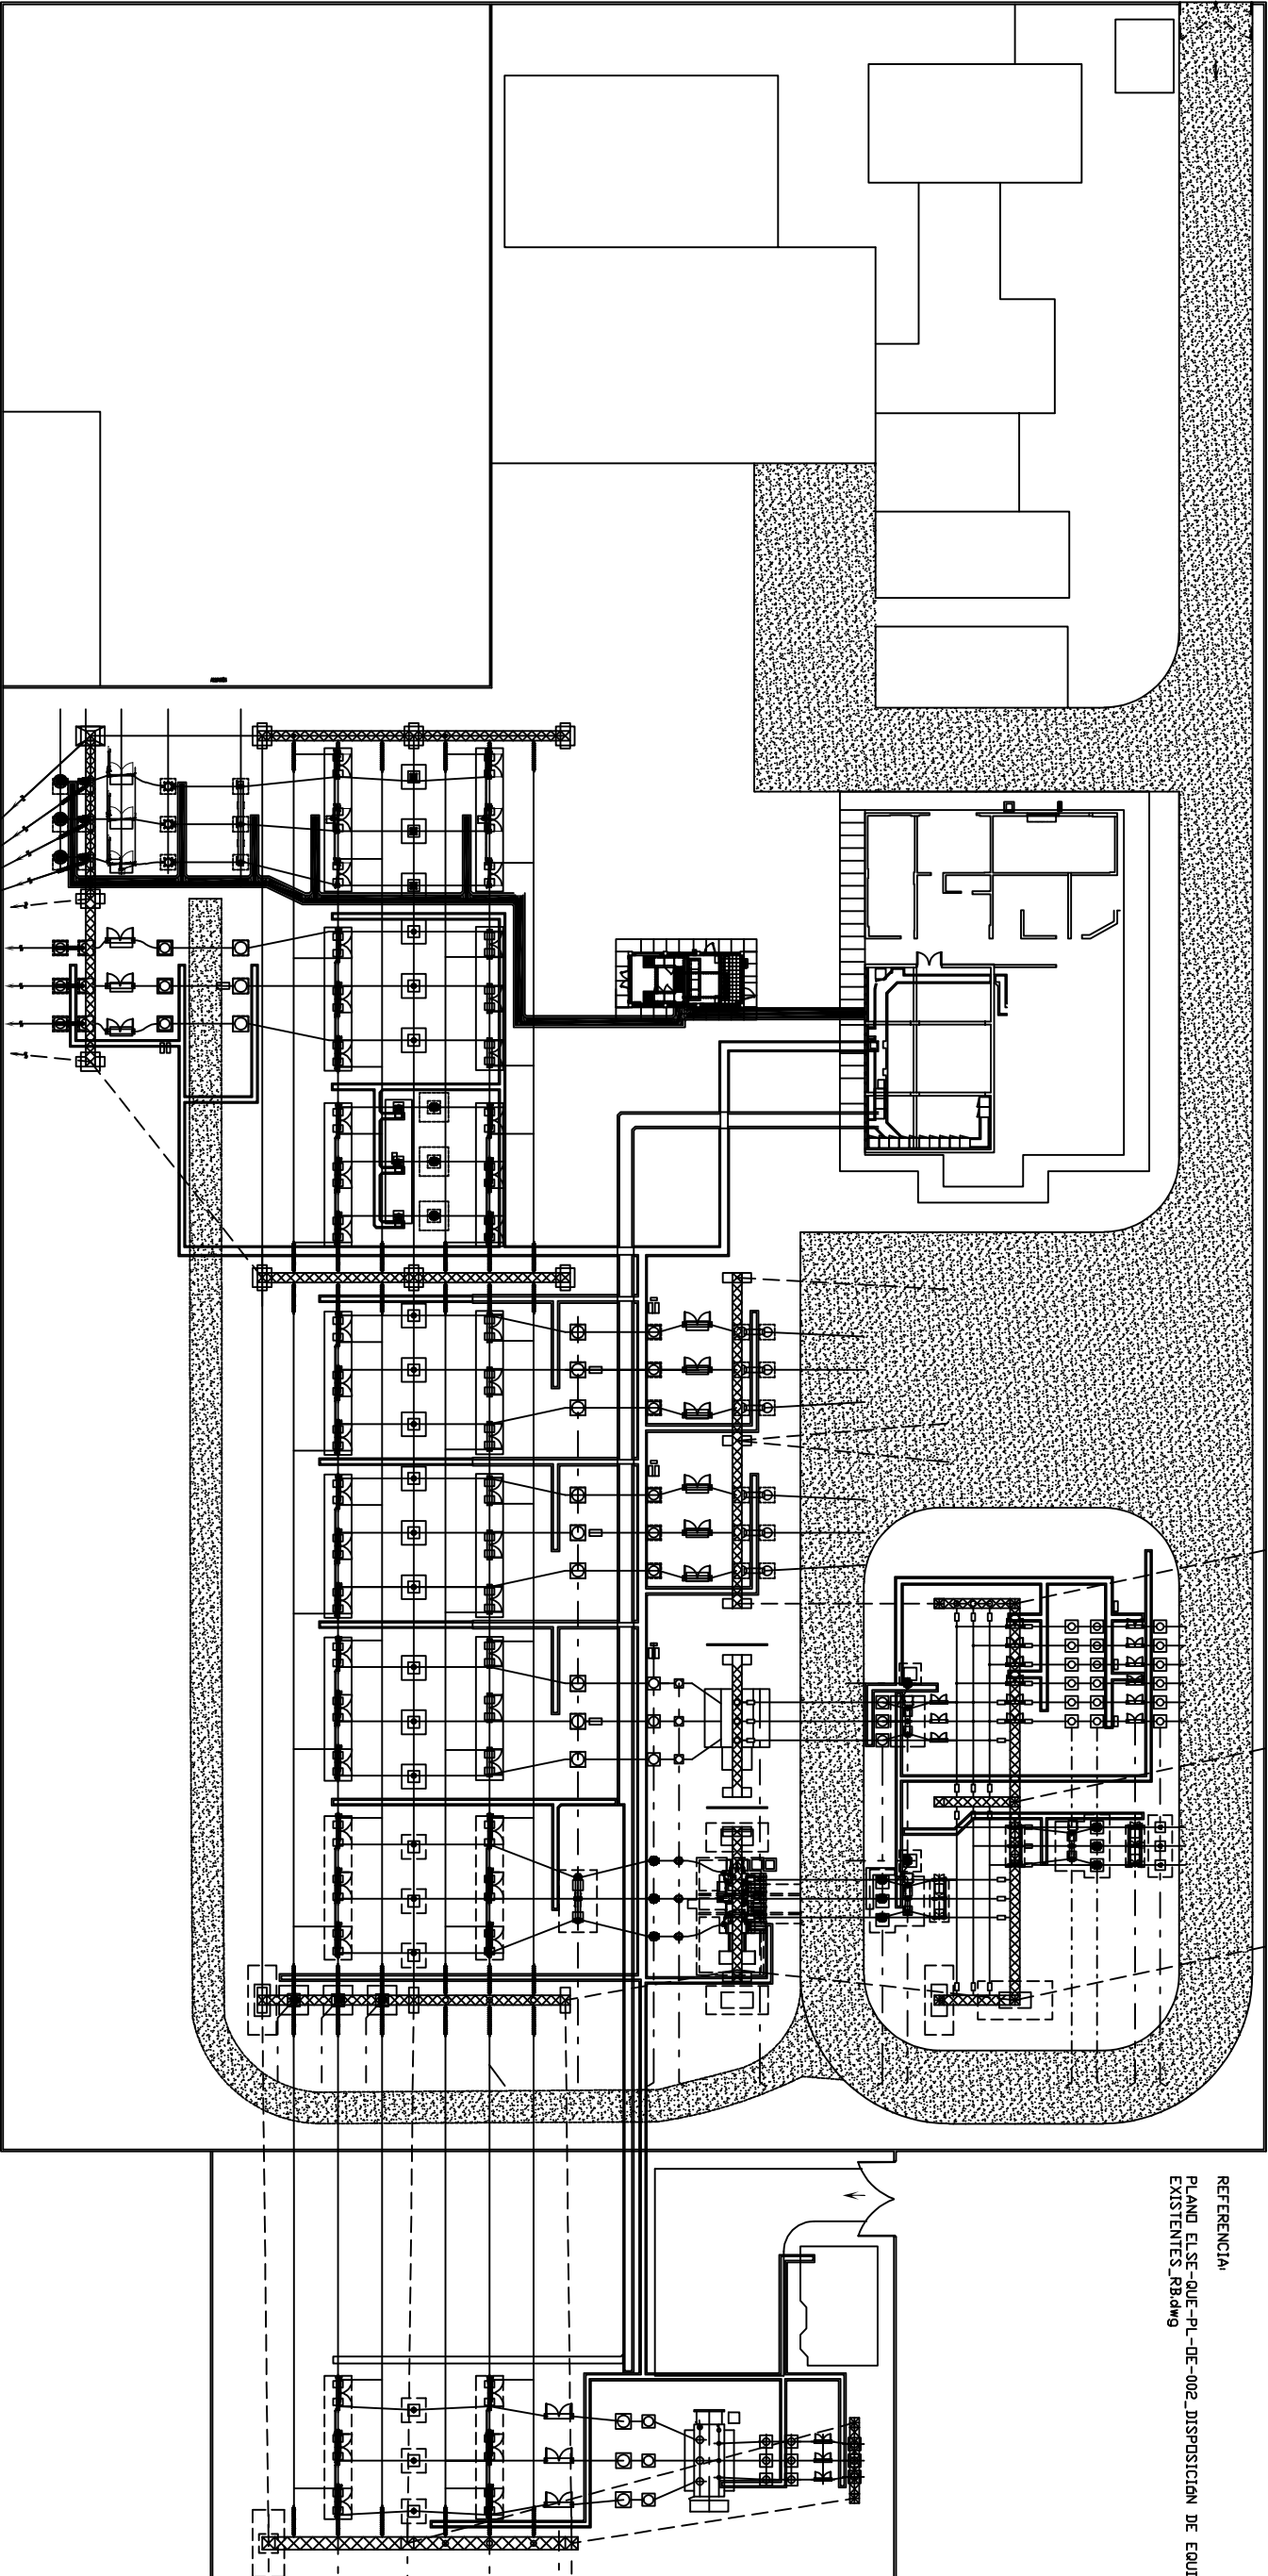 REFERENCIA:
PLANO ELSE-QUE-PL-DE-002_DISPOSICION DE EQUI
EXISTENTES_RB.dwg